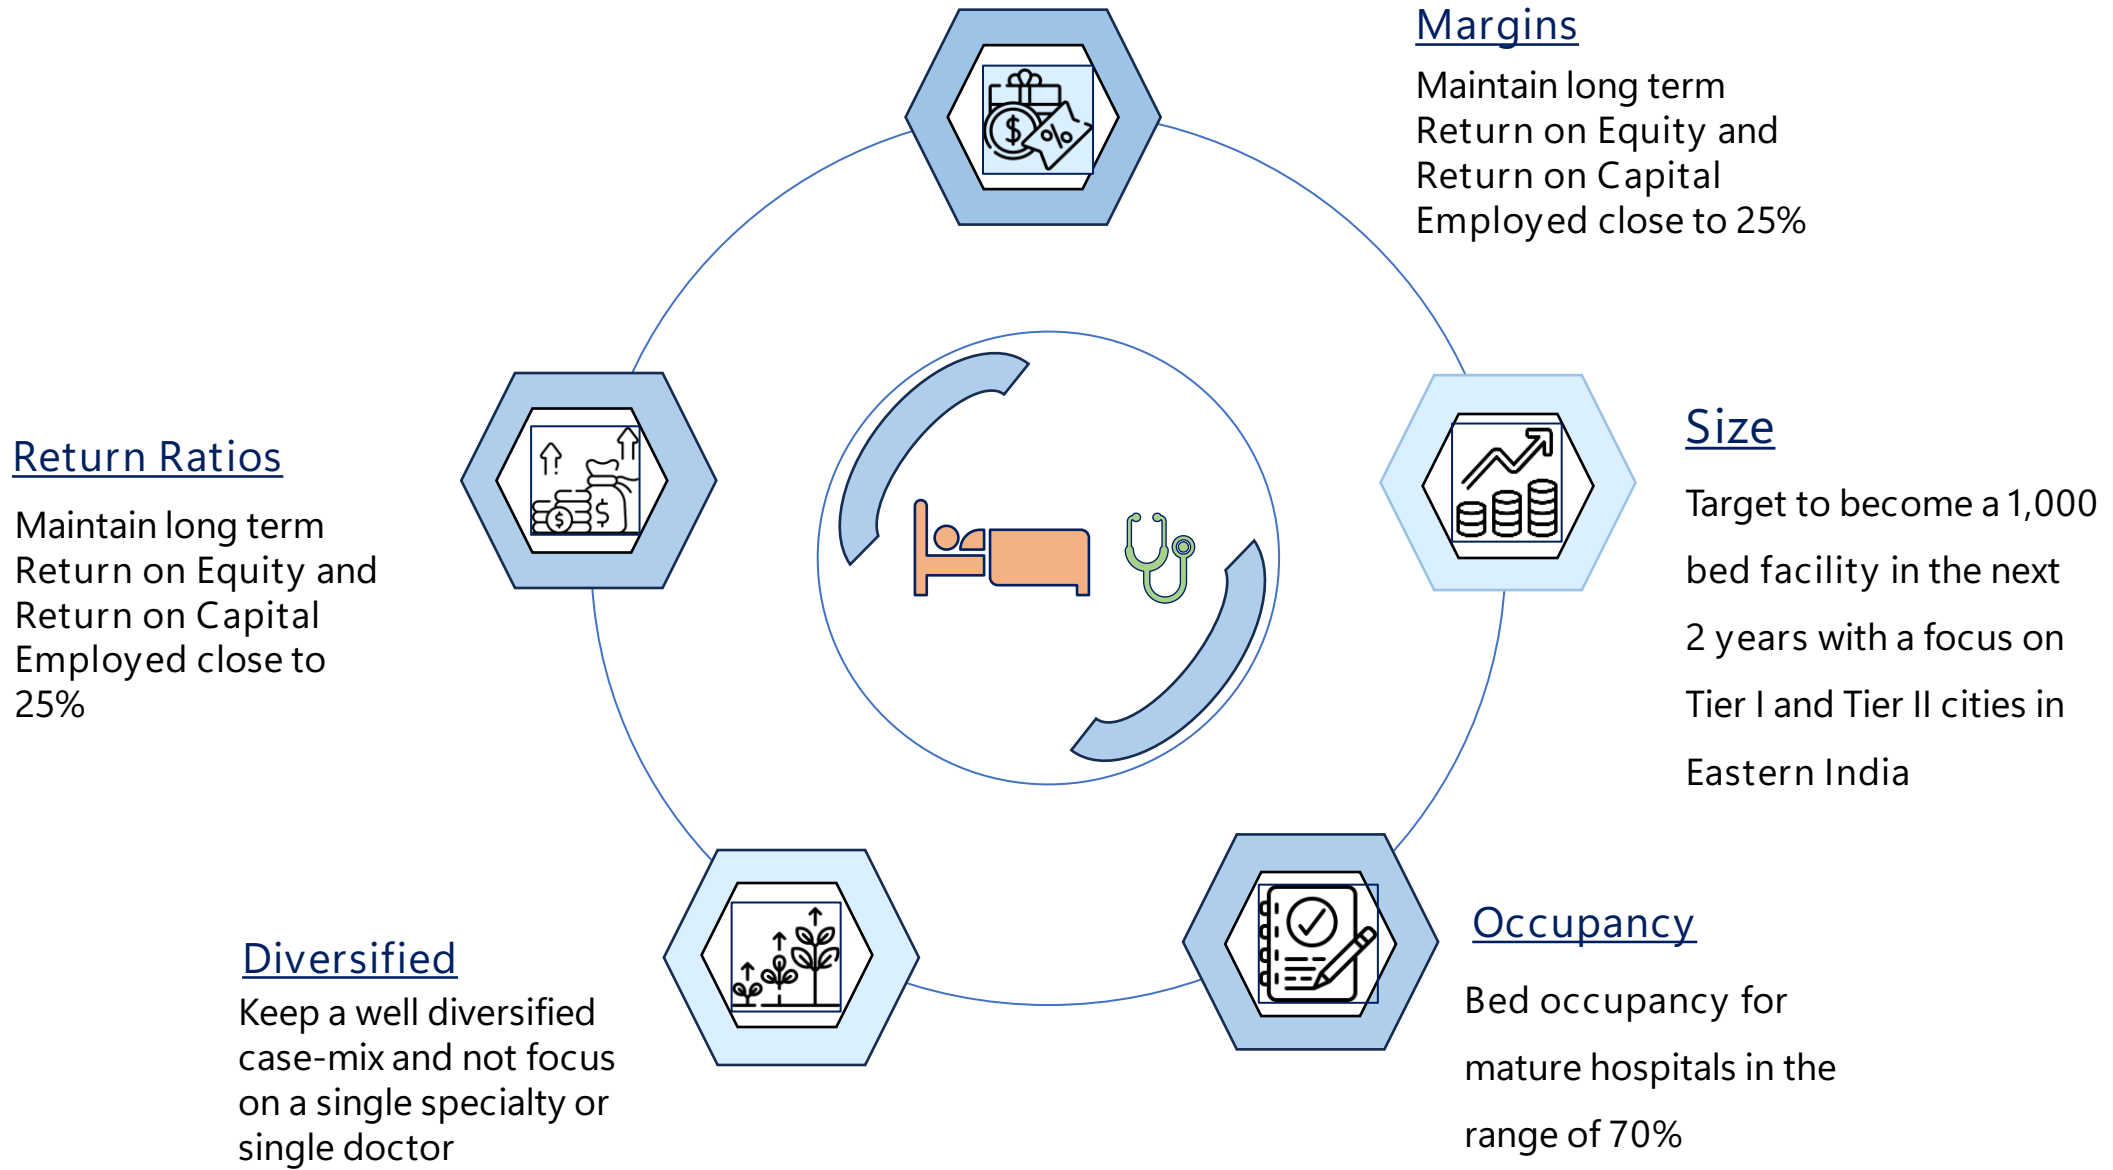 Margins
Maintain long term
Return on Equity and
Return on Capital
Employed close to 25%
Size
Target to become a 1,000
bed facility in the next
2 years with a focus on
Tier I and Tier II cities in
Eastern India
Occupancy
Bed occupancy for
mature hospitals in the
range of 70%
Diversified
Keep a well diversified
case-mix and not focus
on a single specialty or
single doctor
Return Ratios
Maintain long term
Return on Equity and
Return on Capital
Employed close to
25%